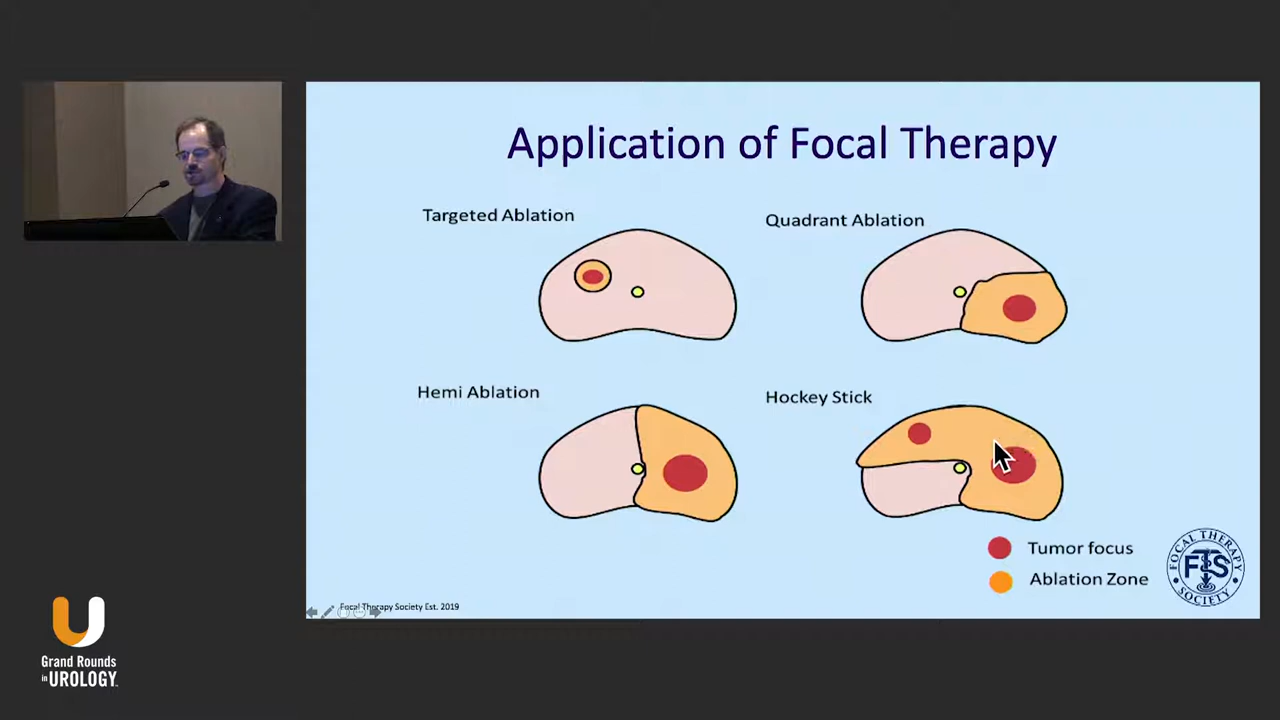 Application of Focal Therapy
Targeted Ablation
Quadrant Ablation
Hemi Ablation
Hockey Stick
Tumor focus
Ablation Zone
FOCAL THERAPY
FTS
SOCIETY
Focal Therapy Society Est. 2019
Grand Rounds
in UROLOGY